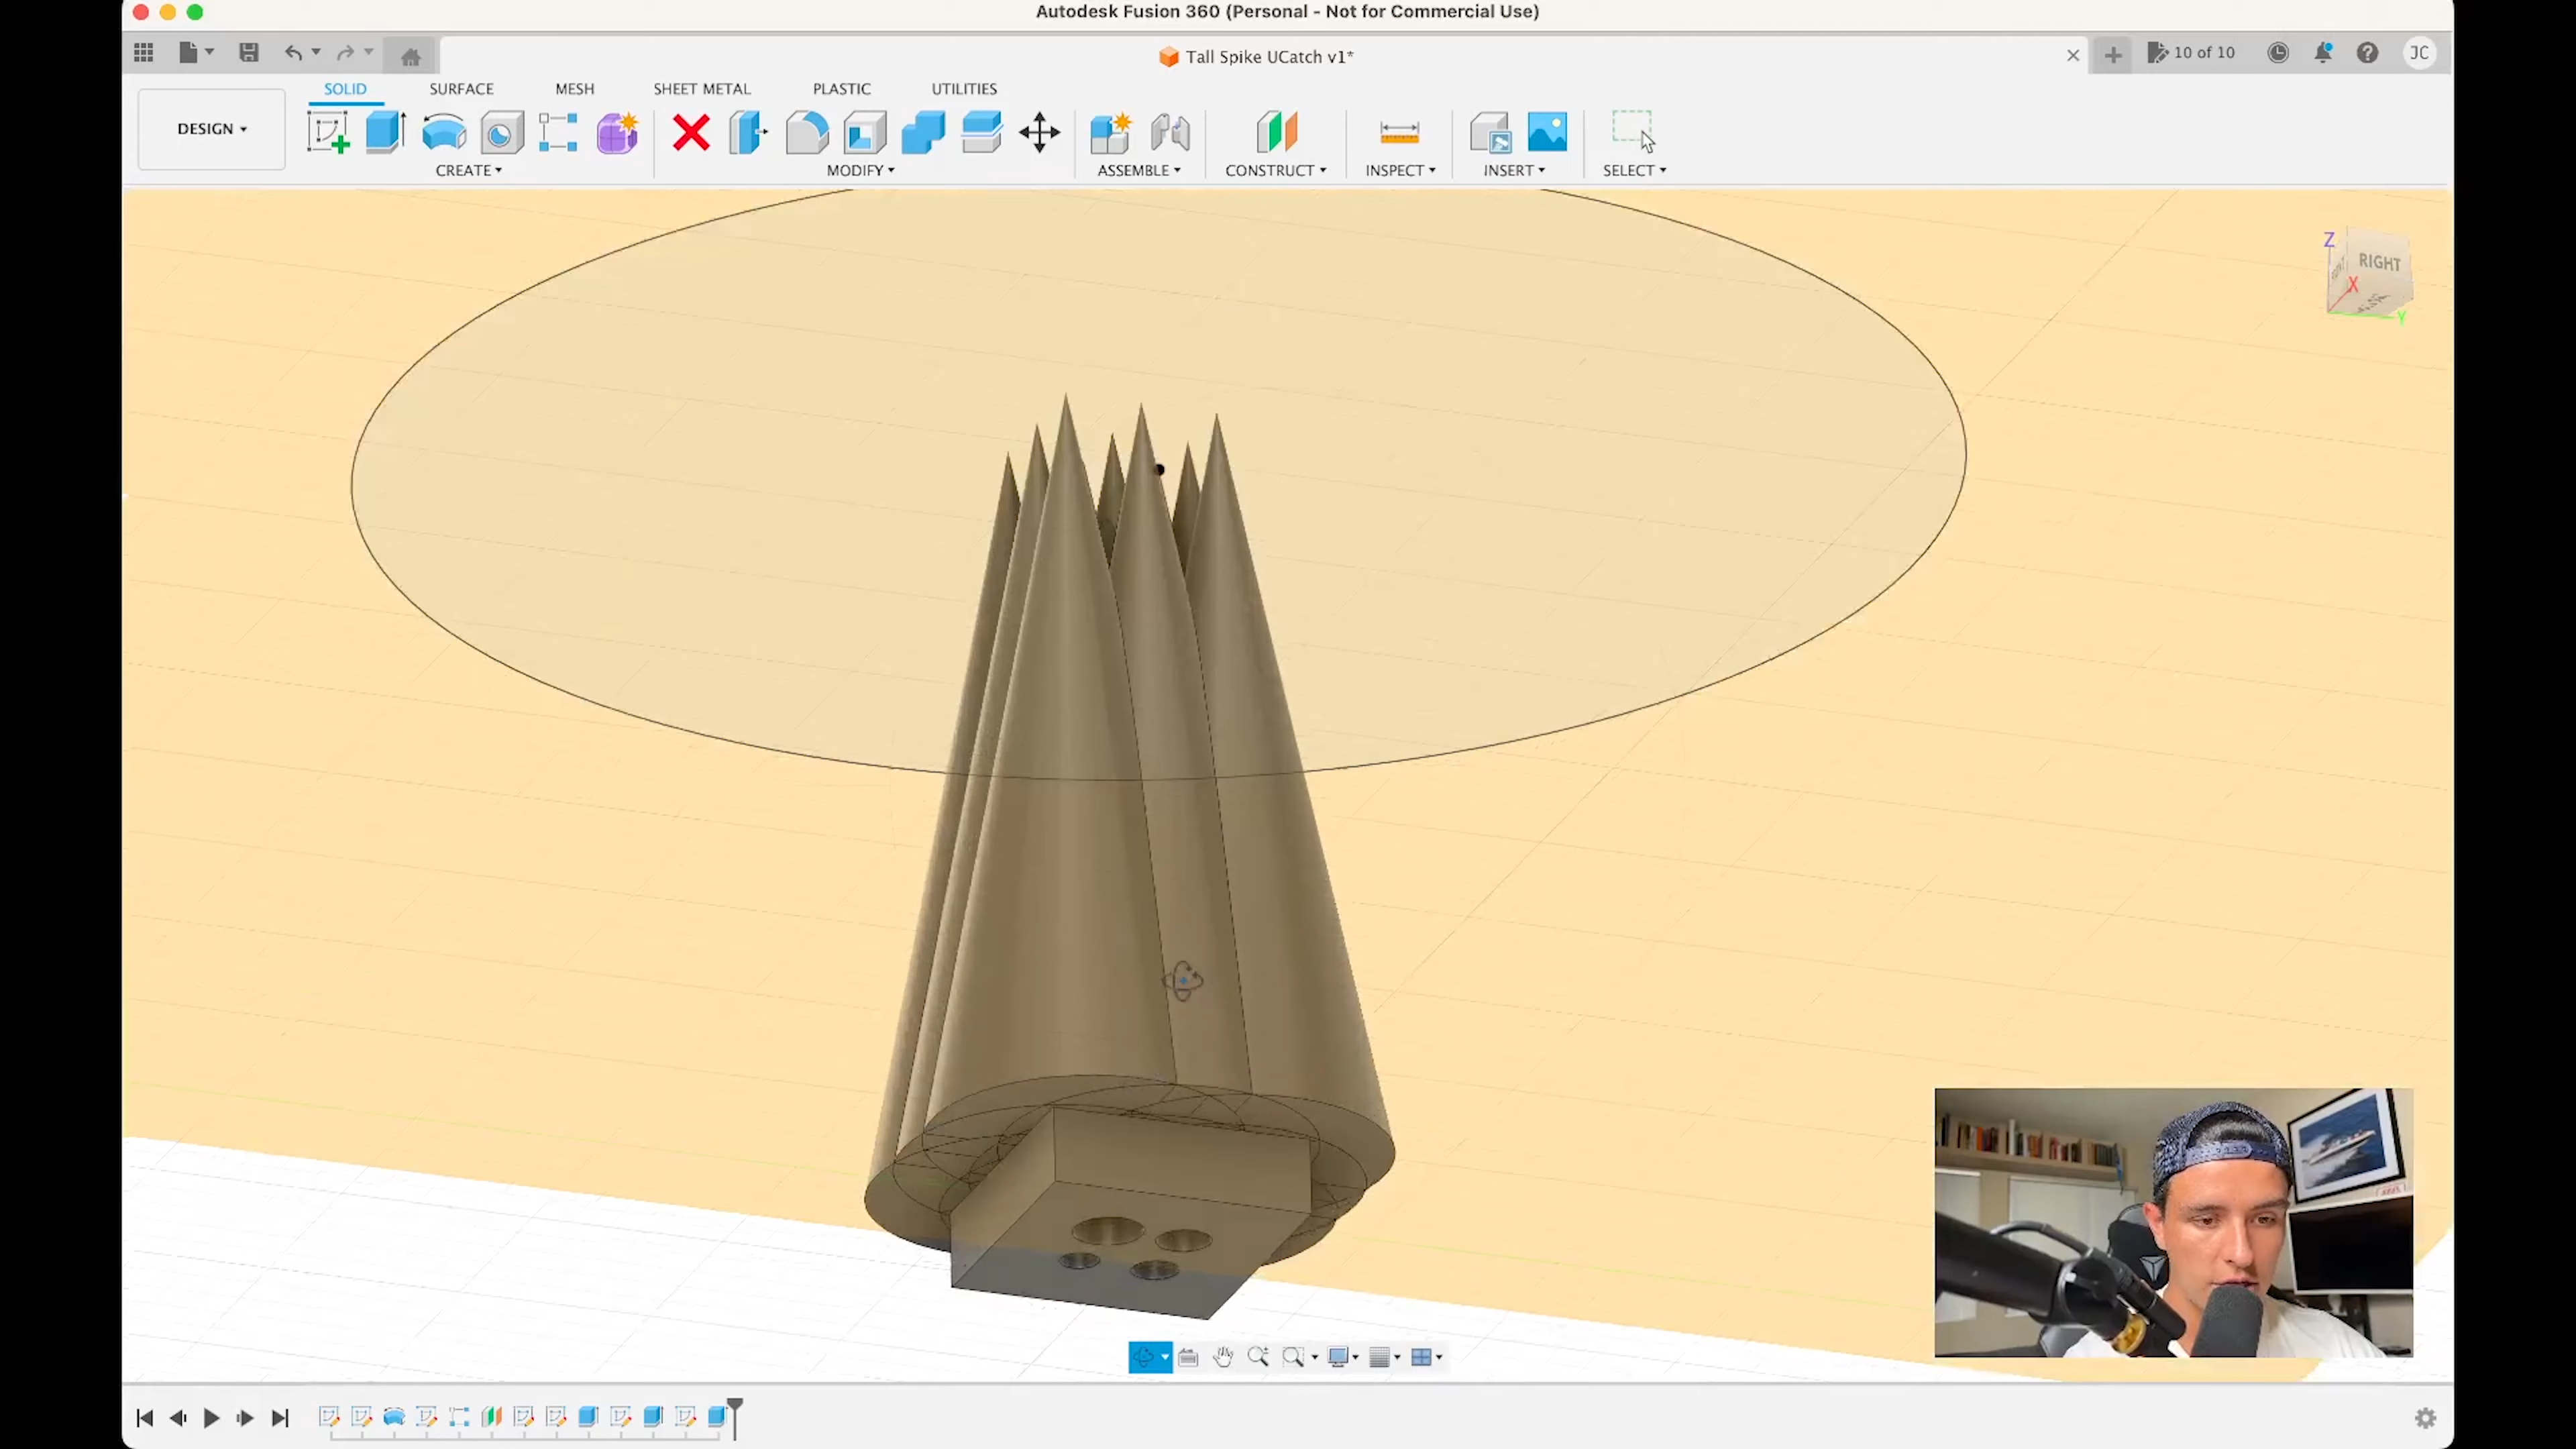 Autodesk Fusion 360 (Personal - Not for Commercial Use)
Tall Spike UCatch v1*
10 of 10
JC
SOLID
SURFACE
MESH
SHEET METAL
PLASTIC
UTILITIES
DESIGN
CREATE
MODIFY
ASSEMBLE
CONSTRUCT
INSPECT
INSERT
SELECT
Z
RIGHT
X
Y